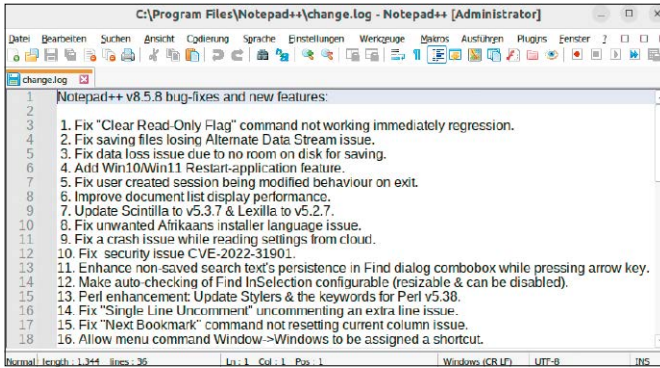 C:\Program Files\Notepad++\change.log - Notepad++ [Administrator]
Datei Bearbeiten Suchen Ansicht Codierung Sprache Einstellungen Werkzeuge Makros Ausführen Plugins Fenster ?
change.log
1 Notepad++ v8.5.8 bug-fixes and new features:
2
3 1. Fix "Clear Read-Only Flag" command not working immediately regression.
4 2. Fix saving files losing Alternate Data Stream issue.
5 3. Fix data loss issue due to no room on disk for saving.
6 4. Add Win10/Win11 Restart-application feature.
7 5. Fix user created session being modified behaviour on exit.
8 6. Improve document list display performance.
9 7. Update Scintilla to v5.3.7 & Lexilla to v5.2.7.
10 8. Fix unwanted Afrikaans installer language issue.
11 9. Fix a crash issue while reading settings from cloud.
12 10. Fix security issue CVE-2022-31901.
13 11. Enhance non-saved search text's persistence in Find dialog combobox while pressing arrow key.
14 12. Make auto-checking of Find InSelection configurable (resizable & can be disabled).
15 13. Perl enhancement: Update Stylers & the keywords for Perl v5.38.
16 14. Fix "Single Line Uncomment" uncommenting an extra line issue.
17 15. Fix "Next Bookmark" command not resetting current column issue.
18 16. Allow menu command Window->Windows to be assigned a shortcut.
Normal length : 1.344 lines : 36 Ln : 1 Col : 1 Pos : 1 Windows (CR LF) UTF-8 INS